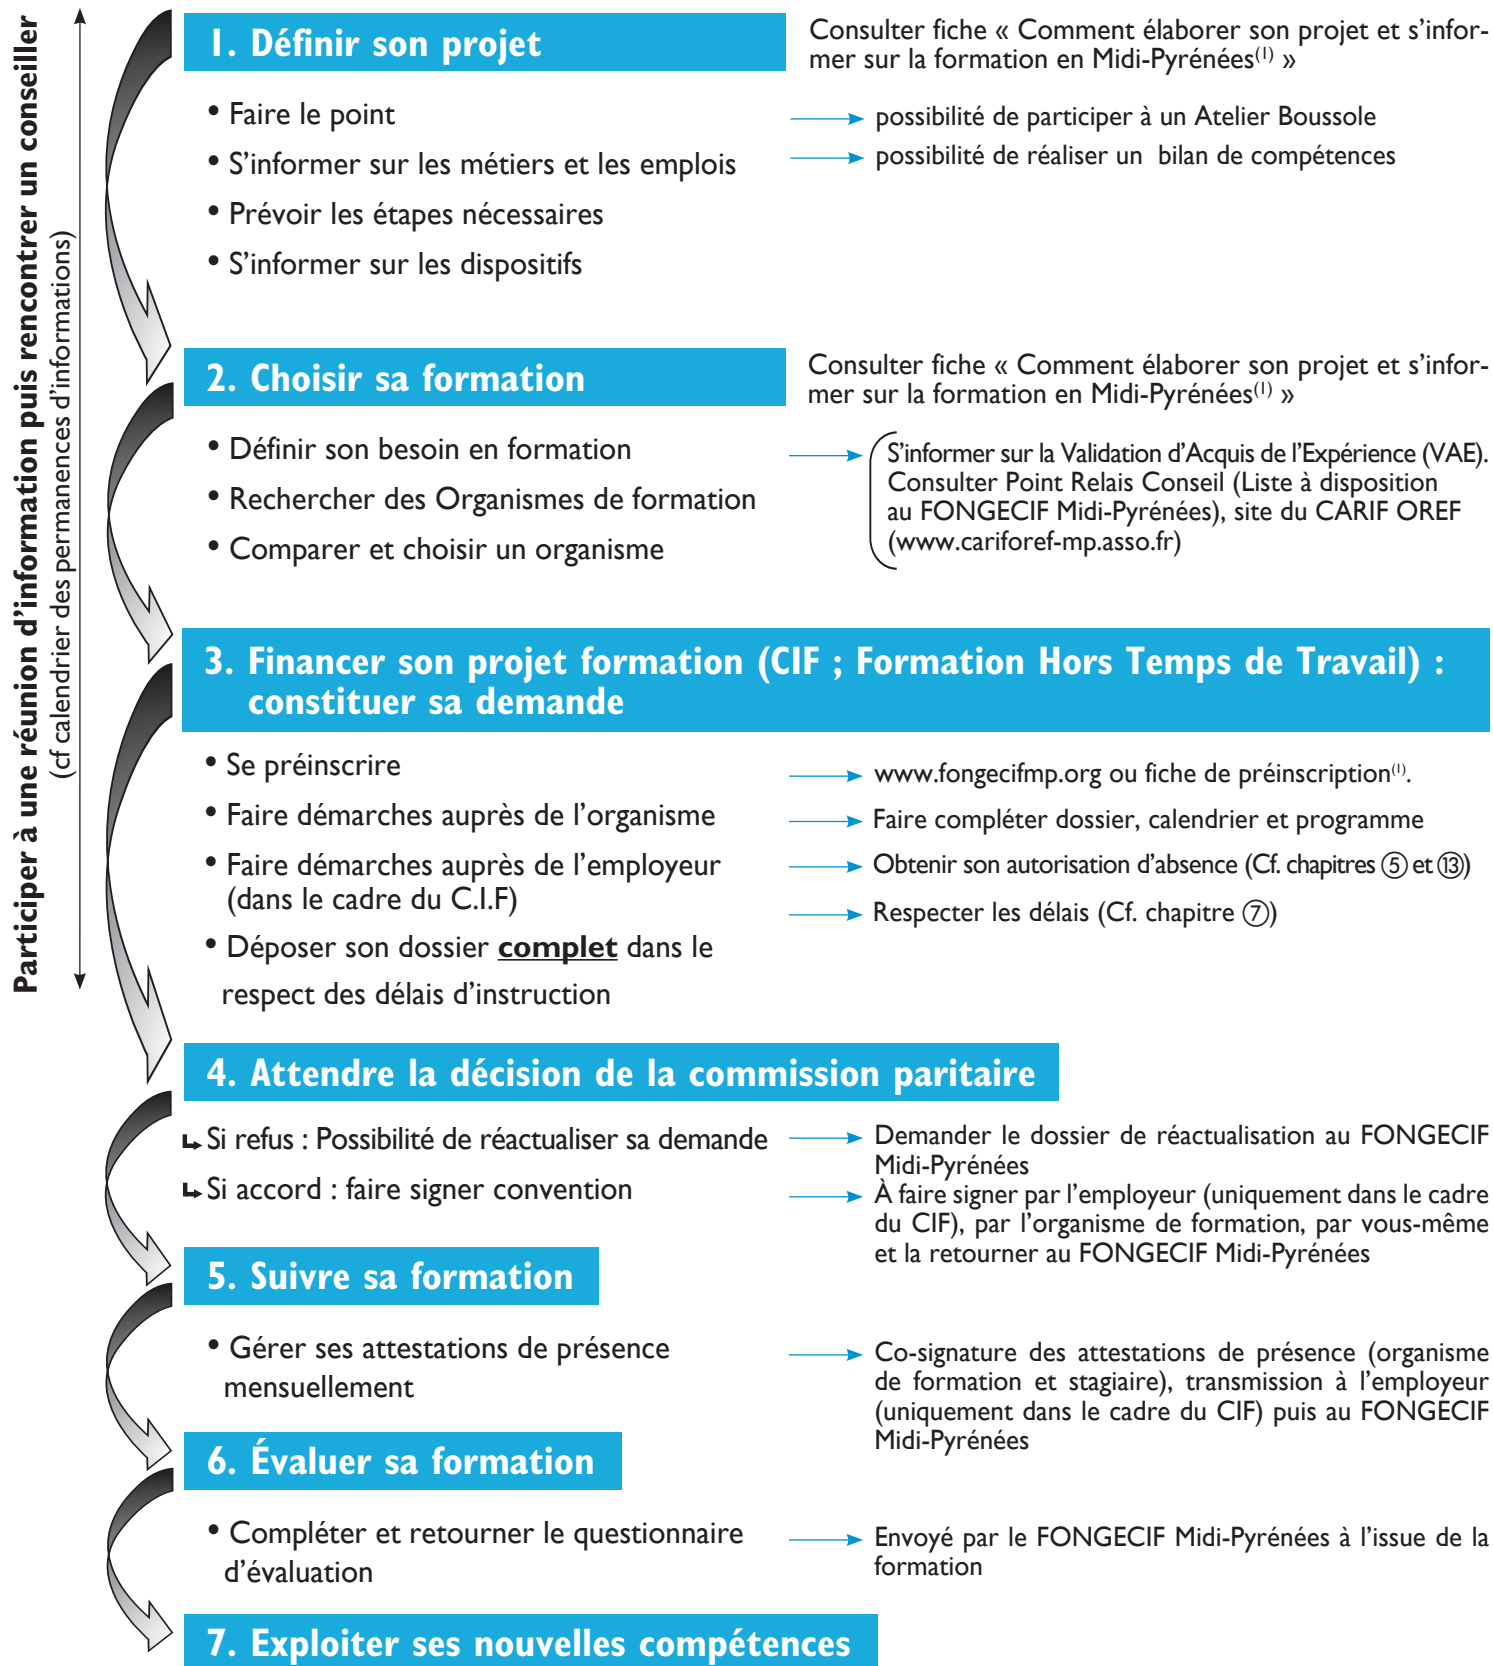 Participer à une réunion d’information puis rencontrer un conseiller
(cf calendrier des permanences d’informations)
1. Définir son projet
Consulter fiche « Comment élaborer son projet et s’infor-
mer sur la formation en Midi-Pyrénées(1) »
• Faire le point
possibilité de participer à un Atelier Boussole
• S’informer sur les métiers et les emplois
possibilité de réaliser un bilan de compétences
• Prévoir les étapes nécessaires
• S’informer sur les dispositifs
2. Choisir sa formation
Consulter fiche « Comment élaborer son projet et s’infor-
mer sur la formation en Midi-Pyrénées(1) »
• Définir son besoin en formation
• Rechercher des Organismes de formation
• Comparer et choisir un organisme
S’informer sur la Validation d’Acquis de l’Expérience (VAE).
Consulter Point Relais Conseil (Liste à disposition
au FONGECIF Midi-Pyrénées), site du CARIF OREF
(www.cariforef-mp.asso.fr)
3. Financer son projet formation (CIF ; Formation Hors Temps de Travail) :
constituer sa demande
• Se préinscrire
www.fongecifmp.org ou fiche de préinscription(1).
• Faire démarches auprès de l’organisme
Faire compléter dossier, calendrier et programme
• Faire démarches auprès de l’employeur
(dans le cadre du C.I.F)
Obtenir son autorisation d’absence (Cf. chapitres ⑤ et ⑬)
Respecter les délais (Cf. chapitre ⑦)
• Déposer son dossier complet dans le
respect des délais d’instruction
4. Attendre la décision de la commission paritaire
Si refus : Possibilité de réactualiser sa demande
Demander le dossier de réactualisation au FONGECIF
Midi-Pyrénées
Si accord : faire signer convention
À faire signer par l’employeur (uniquement dans le cadre
du CIF), par l’organisme de formation, par vous-même
et la retourner au FONGECIF Midi-Pyrénées
5. Suivre sa formation
• Gérer ses attestations de présence
mensuellement
Co-signature des attestations de présence (organisme
de formation et stagiaire), transmission à l’employeur
(uniquement dans le cadre du CIF) puis au FONGECIF
Midi-Pyrénées
6. Évaluer sa formation
• Compléter et retourner le questionnaire
d’évaluation
Envoyé par le FONGECIF Midi-Pyrénées à l’issue de la
formation
7. Exploiter ses nouvelles compétences